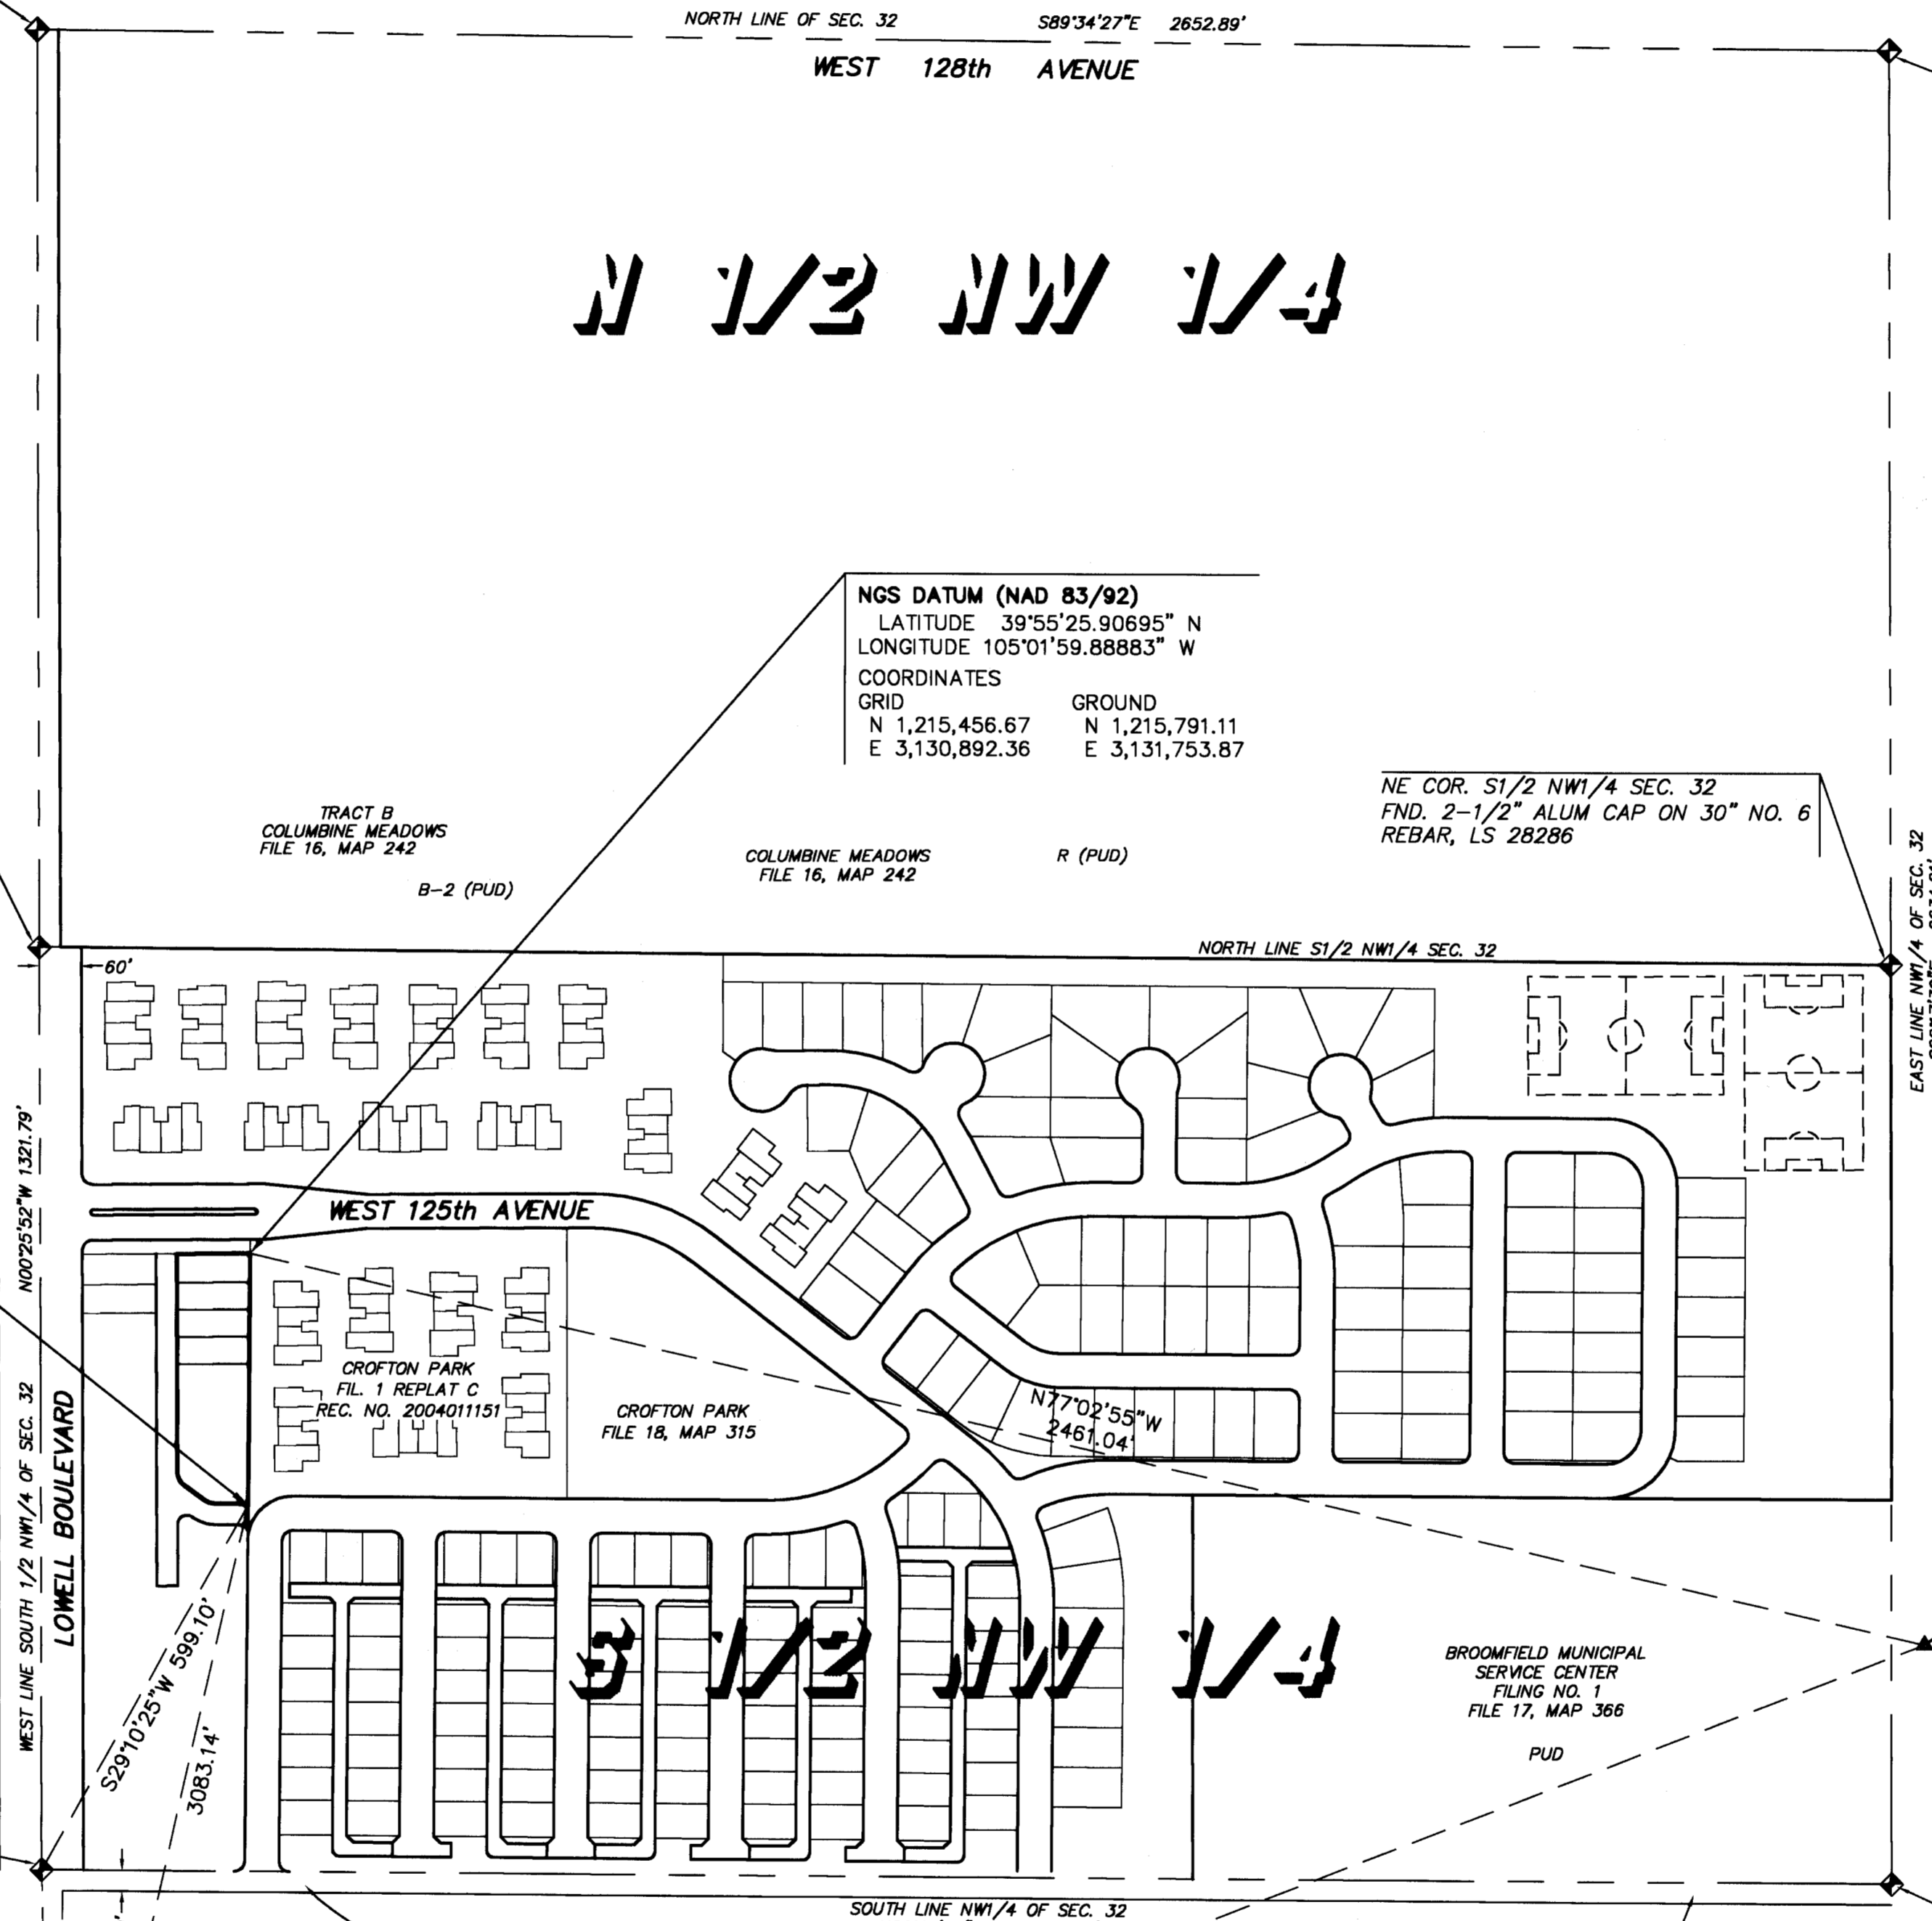 NORTH LINE OF SEC. 32 S89°34'27"E 2652.89'
WEST 128th AVENUE
N 1/2 NW 1/4
NGS DATUM (NAD 83/92)
LATITUDE 39°55'25.90695" N
LONGITUDE 105°01'59.88883" W
COORDINATES
GRID GROUND
N 1,215,456.67 N 1,215,791.11
E 3,130,892.36 E 3,131,753.87
NE COR. S1/2 NW1/4 SEC. 32
FND. 2-1/2" ALUM CAP ON 30" NO. 6
REBAR, LS 28286
TRACT B
COLUMBINE MEADOWS
FILE 16, MAP 242
B-2 (PUD)
COLUMBINE MEADOWS
FILE 16, MAP 242
R (PUD)
EAST LINE NW1/4 OF SEC. 32
NORTH LINE S1/2 NW1/4 SEC. 32
60'
N00°25'52"W 1321.79'
WEST LINE SOUTH 1/2 NW1/4 OF SEC. 32
LOWELL BOULEVARD
WEST 125th AVENUE
CROFTON PARK
FIL. 1 REPLAT C
REC. NO. 2004011151
CROFTON PARK
FILE 18, MAP 315
N77°02'55"W
2461.04'
S29°10'25"W 599.10'
3083.14'
S 1/2 NW 1/4
BROOMFIELD MUNICIPAL
SERVICE CENTER
FILING NO. 1
FILE 17, MAP 366
PUD
SOUTH LINE NW1/4 OF SEC. 32